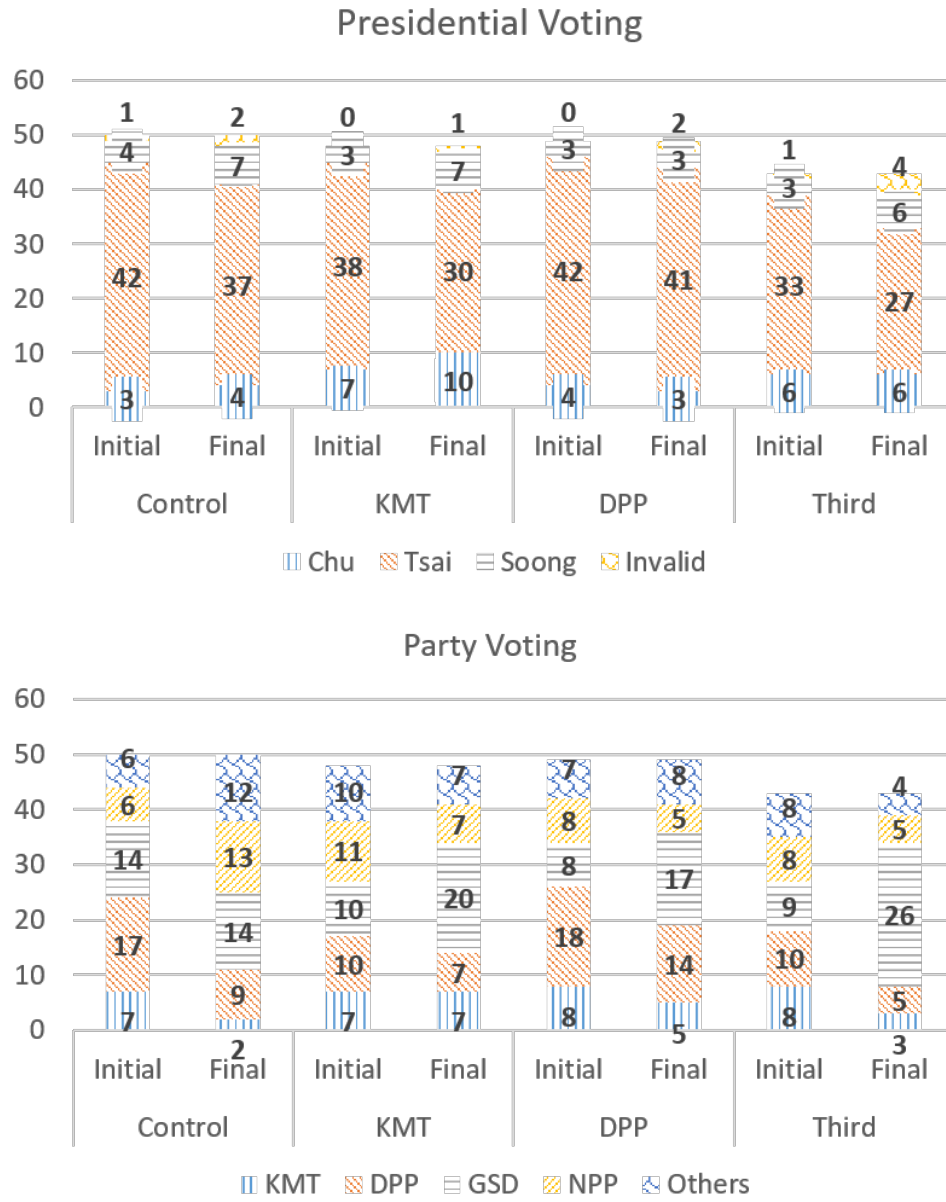 Presidential Voting
60
50
40
30
20
10
0
1 2 0 1 0 2 1 4
4 7 3 7 3 3 3 6
42 37 38 30 42 41 33 27
3 4 7 10 4 3 6 6
Initial Final Initial Final Initial Final Initial Final
Control KMT DPP Third
Chu Tsai Soong Invalid
Party Voting
60
50
40
30
20
10
0
6 12 10 7 7 8 8 4
6 13 11 7 8 5 8 5
14 14 10 20 8 17 9 26
17 9 10 7 18 14 10 5
7 2 7 7 8 5 8 3
Initial Final Initial Final Initial Final Initial Final
Control KMT DPP Third
KMT DPP GSD NPP Others